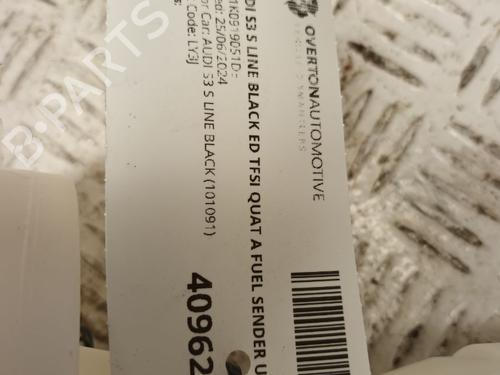 OVERTONAUTOMOTIVE
DI S3 S LINE BLACK ED TFSI QUAT A FUEL SENDER U
1K0919051D-
ed: 25/06/2024
or Car: AUDI S3 S LINE BLACK (101091)
s Code: LY3J
s:
40962